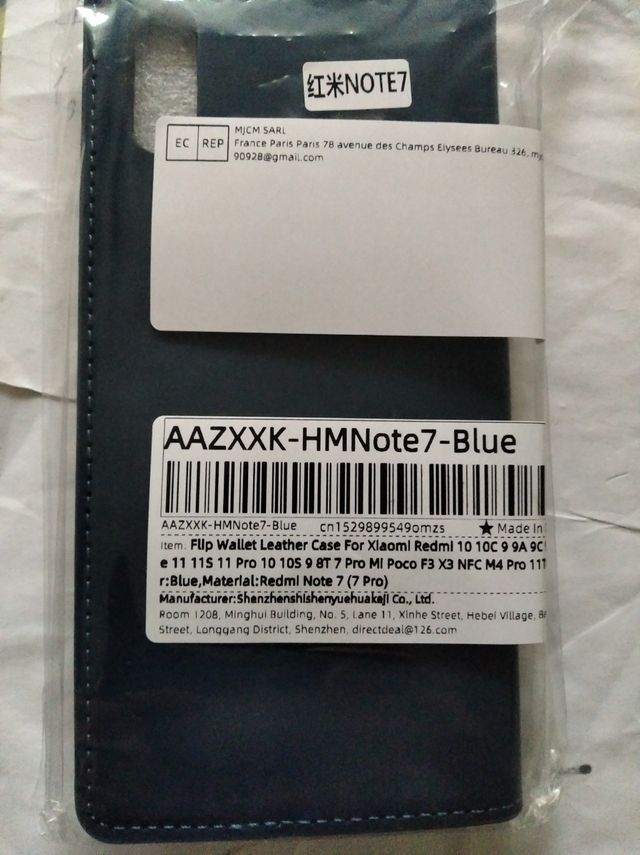 红米NOTE7
EC REP
MJCM SARL
France Paris Paris 78 avenue des Champs Elysees Bureau 326,
90928@gmail.com
AAZXXK-HMNote7-Blue
AAZXXK-HMNote7-Blue cn1529899549omzs ★ Made In
Item: Flip Wallet Leather Case For Xiaomi Redmi 10 10C 9 9A 9C
e 11 11S 11 Pro 10 10S 9 8T 7 Pro Mi Poco F3 X3 NFC M4 Pro 11T
r:Blue,Material:Redmi Note 7 (7 Pro)
Manufacturer:Shenzhenshishenyuehuakeji Co., Ltd.
Room 1208, Minghui Building, No. 5, Lane 11, Xinhe Street, Hebei Village,
Street, Longgang District, Shenzhen, directdeal@126.com